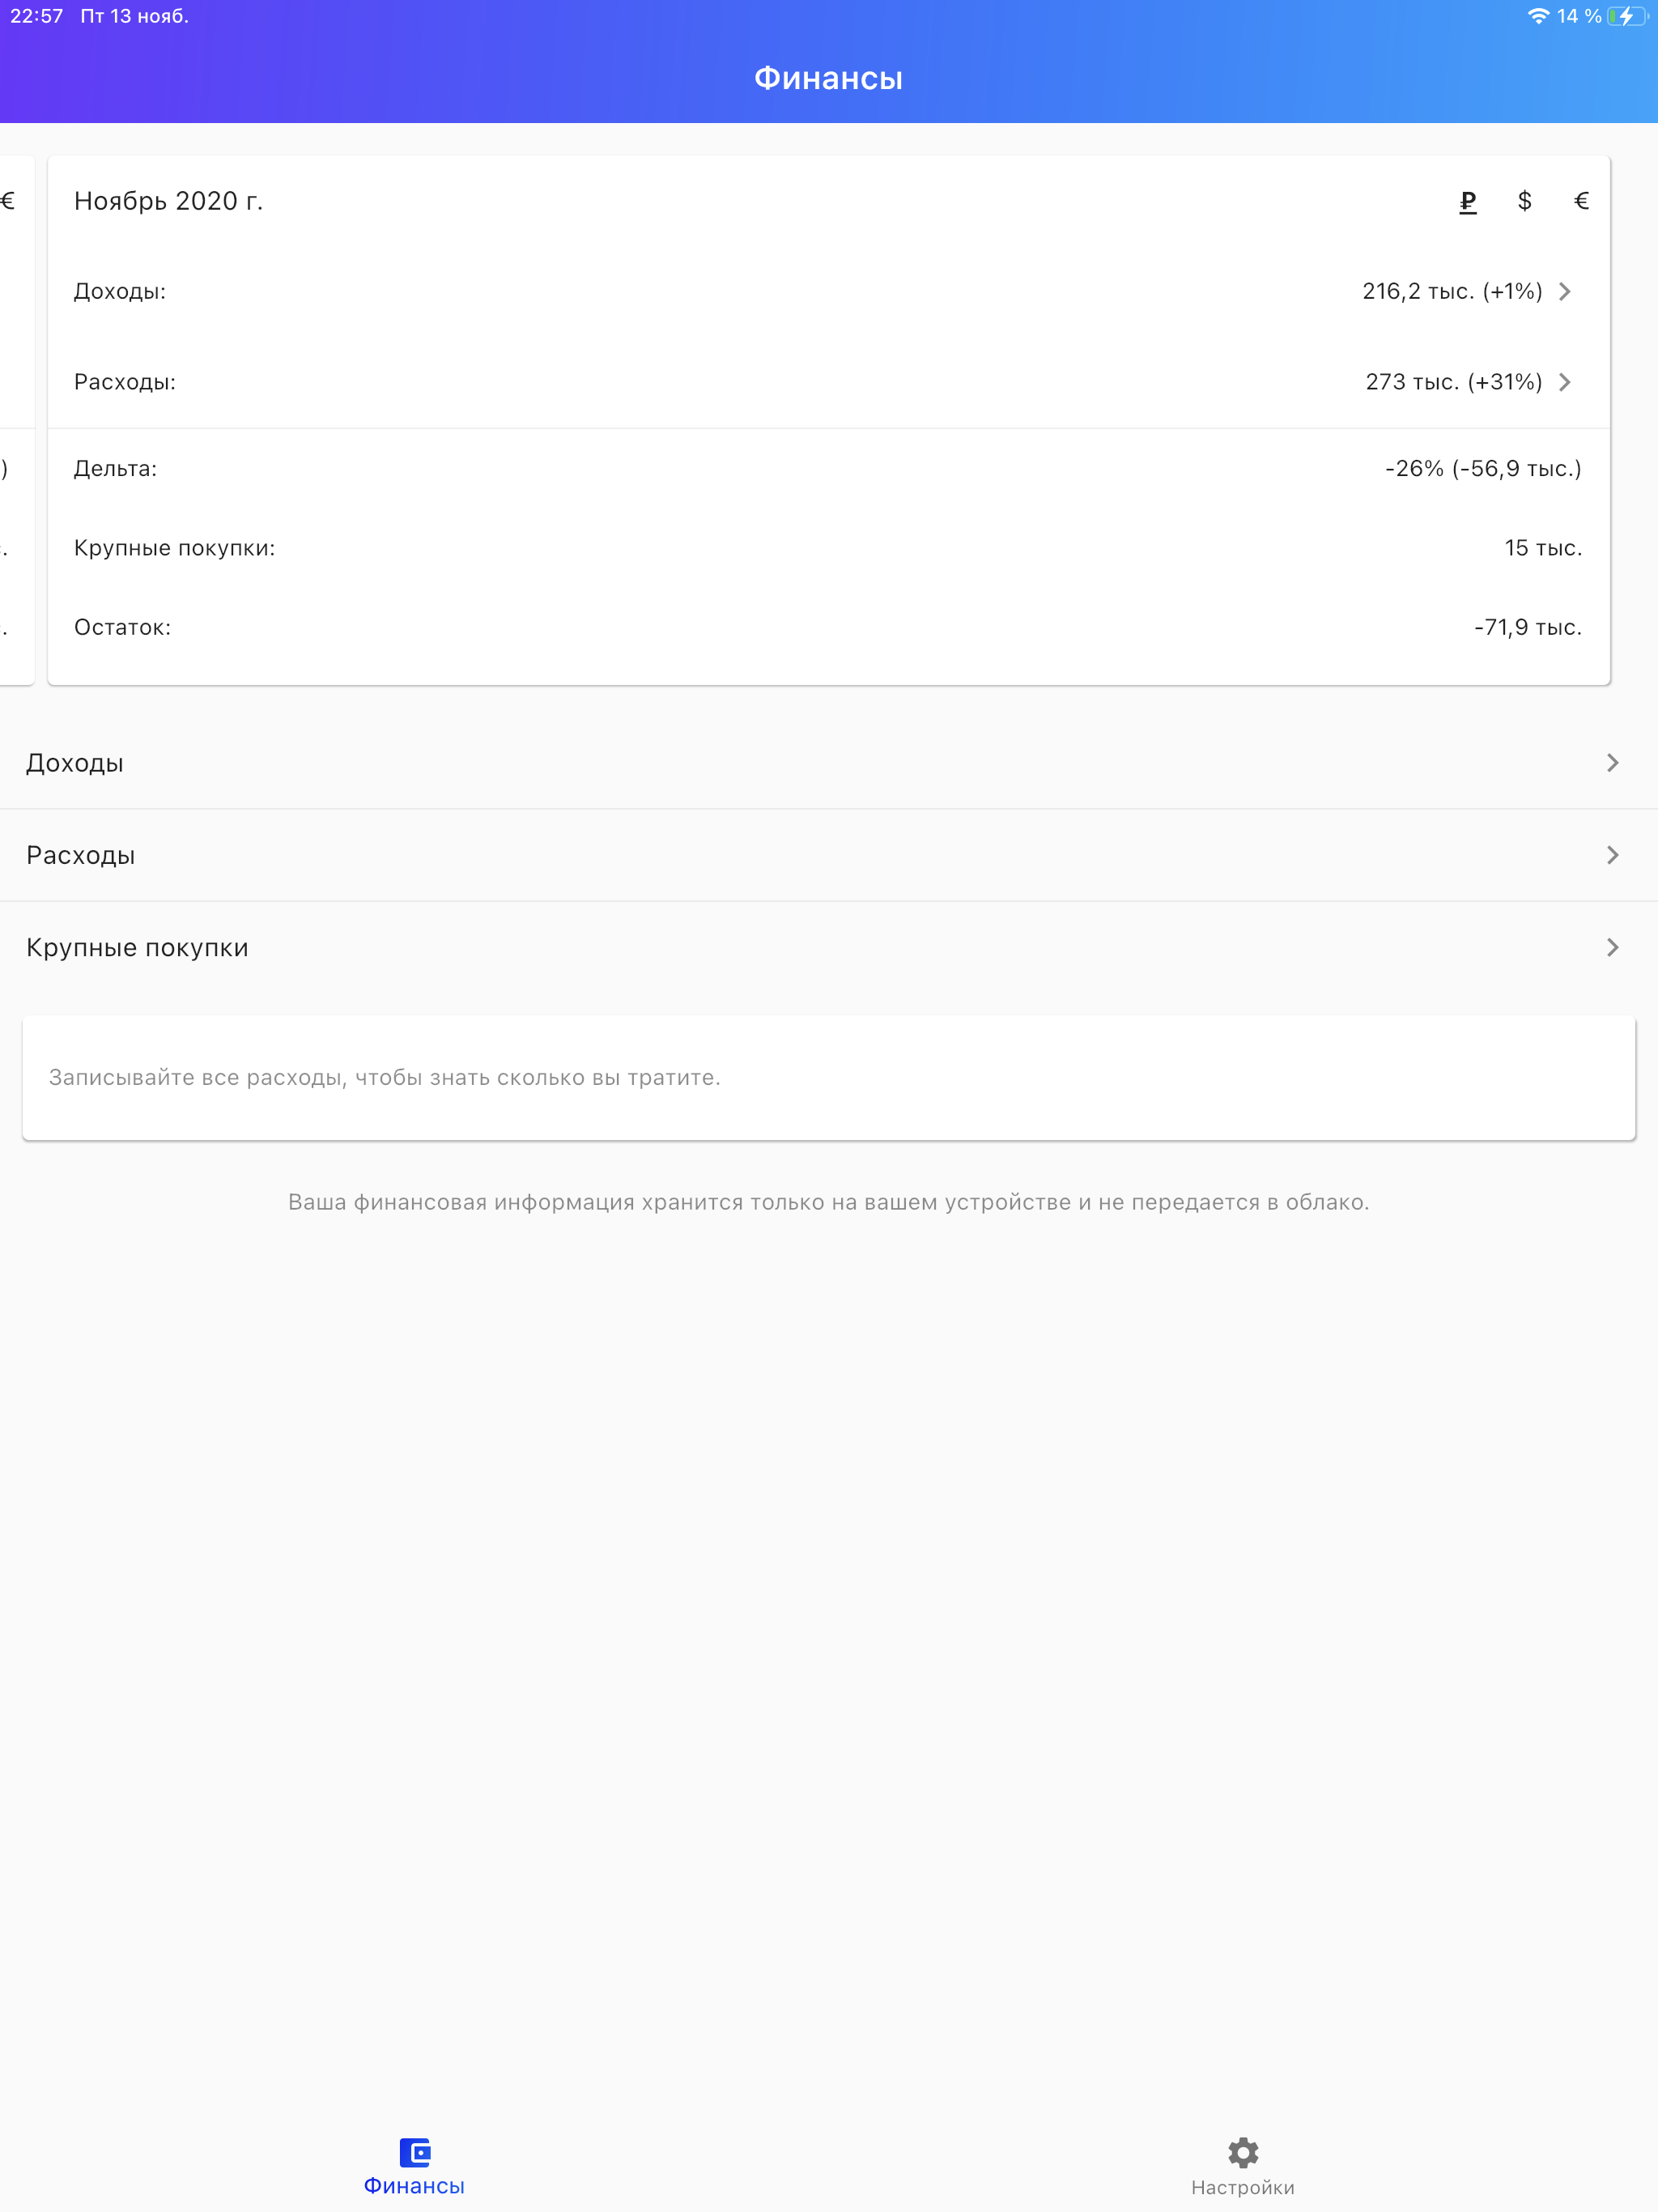 22:57 Пт 13 нояб. 14 %
Финансы
€
Ноябрь 2020 г. ₽ $ €
Доходы: 216,2 тыс. (+1%)
Расходы: 273 тыс. (+31%)
) Дельта: -26% (-56,9 тыс.)
Крупные покупки: 15 тыс.
Остаток: -71,9 тыс.
Доходы
Расходы
Крупные покупки
Записывайте все расходы, чтобы знать сколько вы тратите.
Ваша финансовая информация хранится только на вашем устройстве и не передается в облако.
Финансы Настройки